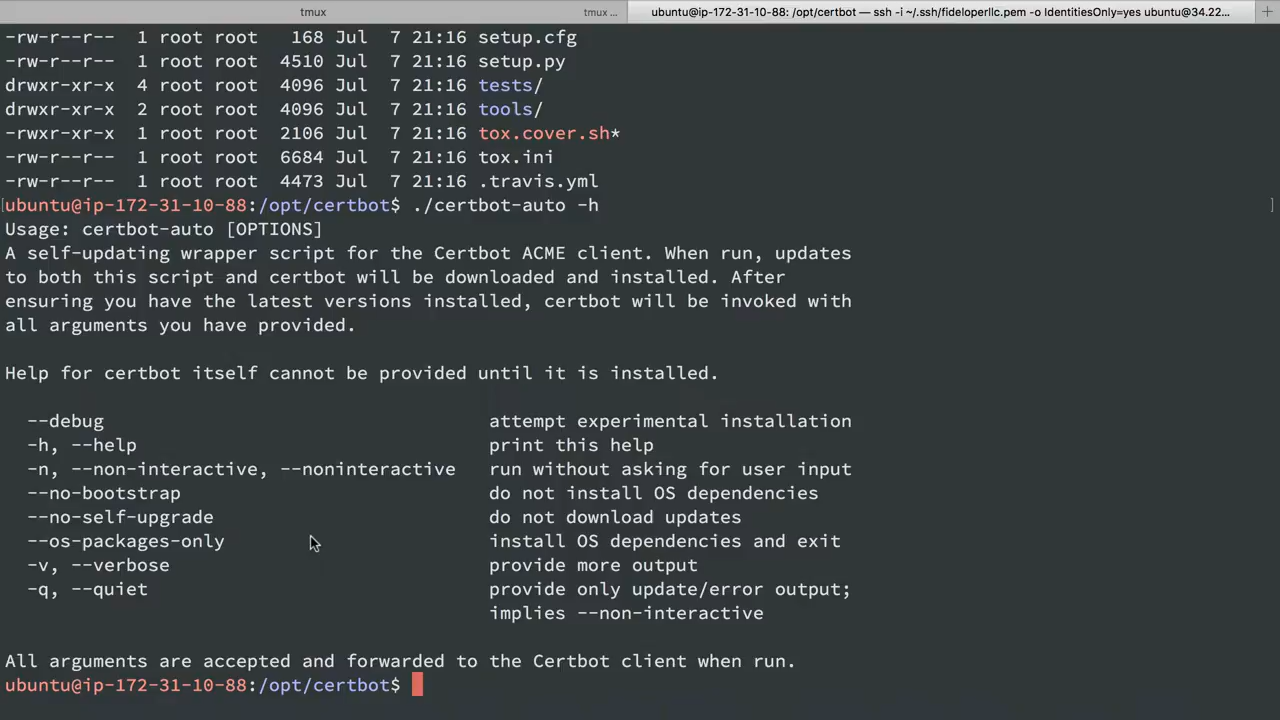 tmux
tmux ...
ubuntu@ip-172-31-10-88: /opt/certbot — ssh -i ~/.ssh/fideloperllc.pem -o IdentitiesOnly=yes ubuntu@34.22...
-rw-r--r-- 1 root root 168 Jul 7 21:16 setup.cfg
-rw-r--r-- 1 root root 4510 Jul 7 21:16 setup.py
drwxr-xr-x 4 root root 4096 Jul 7 21:16 tests/
drwxr-xr-x 2 root root 4096 Jul 7 21:16 tools/
-rwxr-xr-x 1 root root 2106 Jul 7 21:16 tox.cover.sh*
-rw-r--r-- 1 root root 6684 Jul 7 21:16 tox.ini
-rw-r--r-- 1 root root 4473 Jul 7 21:16 .travis.yml
[ubuntu@ip-172-31-10-88:/opt/certbot$ ./certbot-auto -h ]
Usage: certbot-auto [OPTIONS]
A self-updating wrapper script for the Certbot ACME client. When run, updates
to both this script and certbot will be downloaded and installed. After
ensuring you have the latest versions installed, certbot will be invoked with
all arguments you have provided.
Help for certbot itself cannot be provided until it is installed.
--debug attempt experimental installation
-h, --help print this help
-n, --non-interactive, --noninteractive run without asking for user input
--no-bootstrap do not install OS dependencies
--no-self-upgrade do not download updates
--os-packages-only install OS dependencies and exit
-v, --verbose provide more output
-q, --quiet provide only update/error output;
implies --non-interactive
All arguments are accepted and forwarded to the Certbot client when run.
ubuntu@ip-172-31-10-88:/opt/certbot$